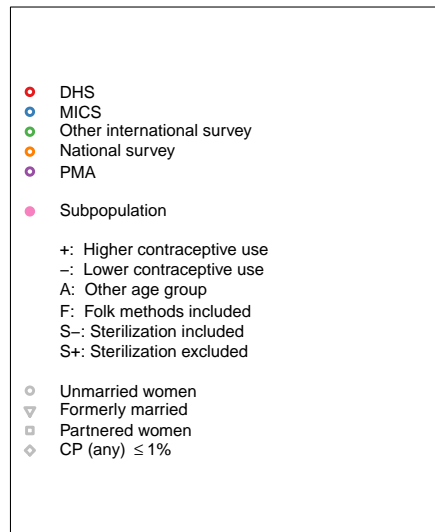 DHS
MICS
Other international survey
National survey
PMA
Subpopulation
+: Higher contraceptive use
−: Lower contraceptive use
A: Other age group
F: Folk methods included
S−: Sterilization included
S+: Sterilization excluded
Unmarried women
Formerly married
Partnered women
CP (any) ≤ 1%